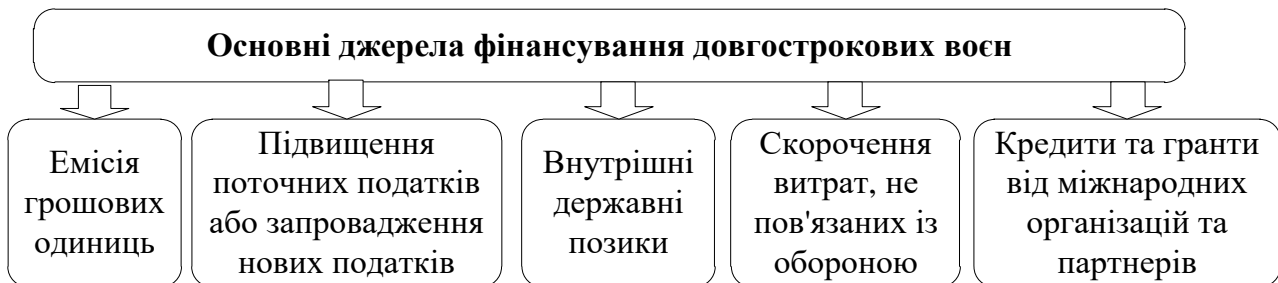 Основні джерела фінансування довгострокових воєн
Емісія
грошових
одиниць
Підвищення
поточних податків
або запровадження
нових податків
Внутрішні
державні
позики
Скорочення
витрат, не
пов'язаних із
обороною
Кредити та гранти
від міжнародних
організацій та
партнерів